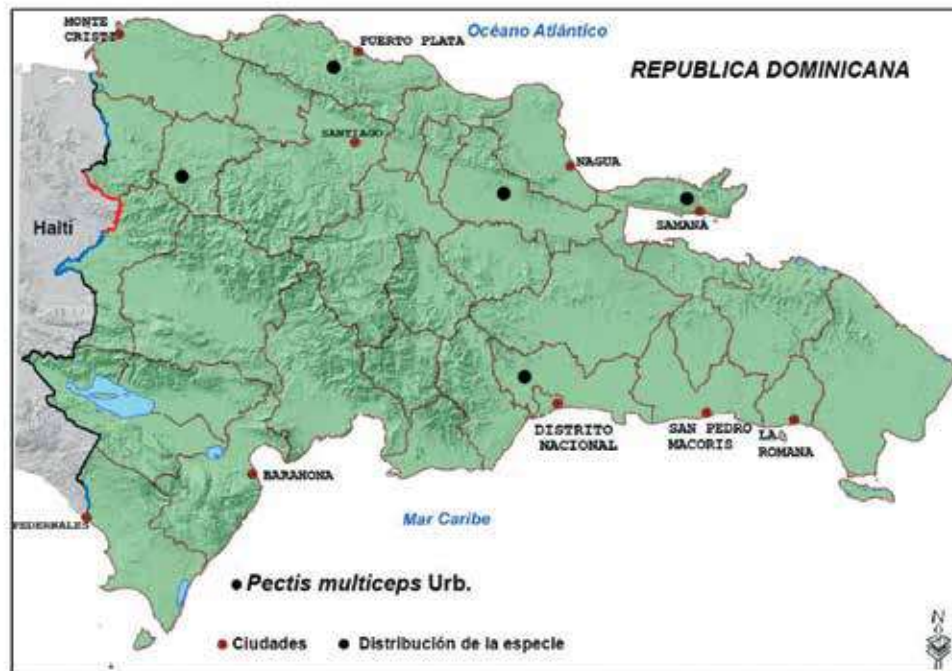 MONTE
CRISTI
PUERTO PLATA
Océano Atlántico
REPUBLICA DOMINICANA
SANTIAGO
NAGUA
SAMANA
Haití
DISTRITO
NACIONAL
SAN PEDRO
MACORIS
LA
ROMANA
BARAHONA
Mar Caribe
PEDERNALES
Pectis multiceps Urb.
Ciudades
Distribución de la especie
N